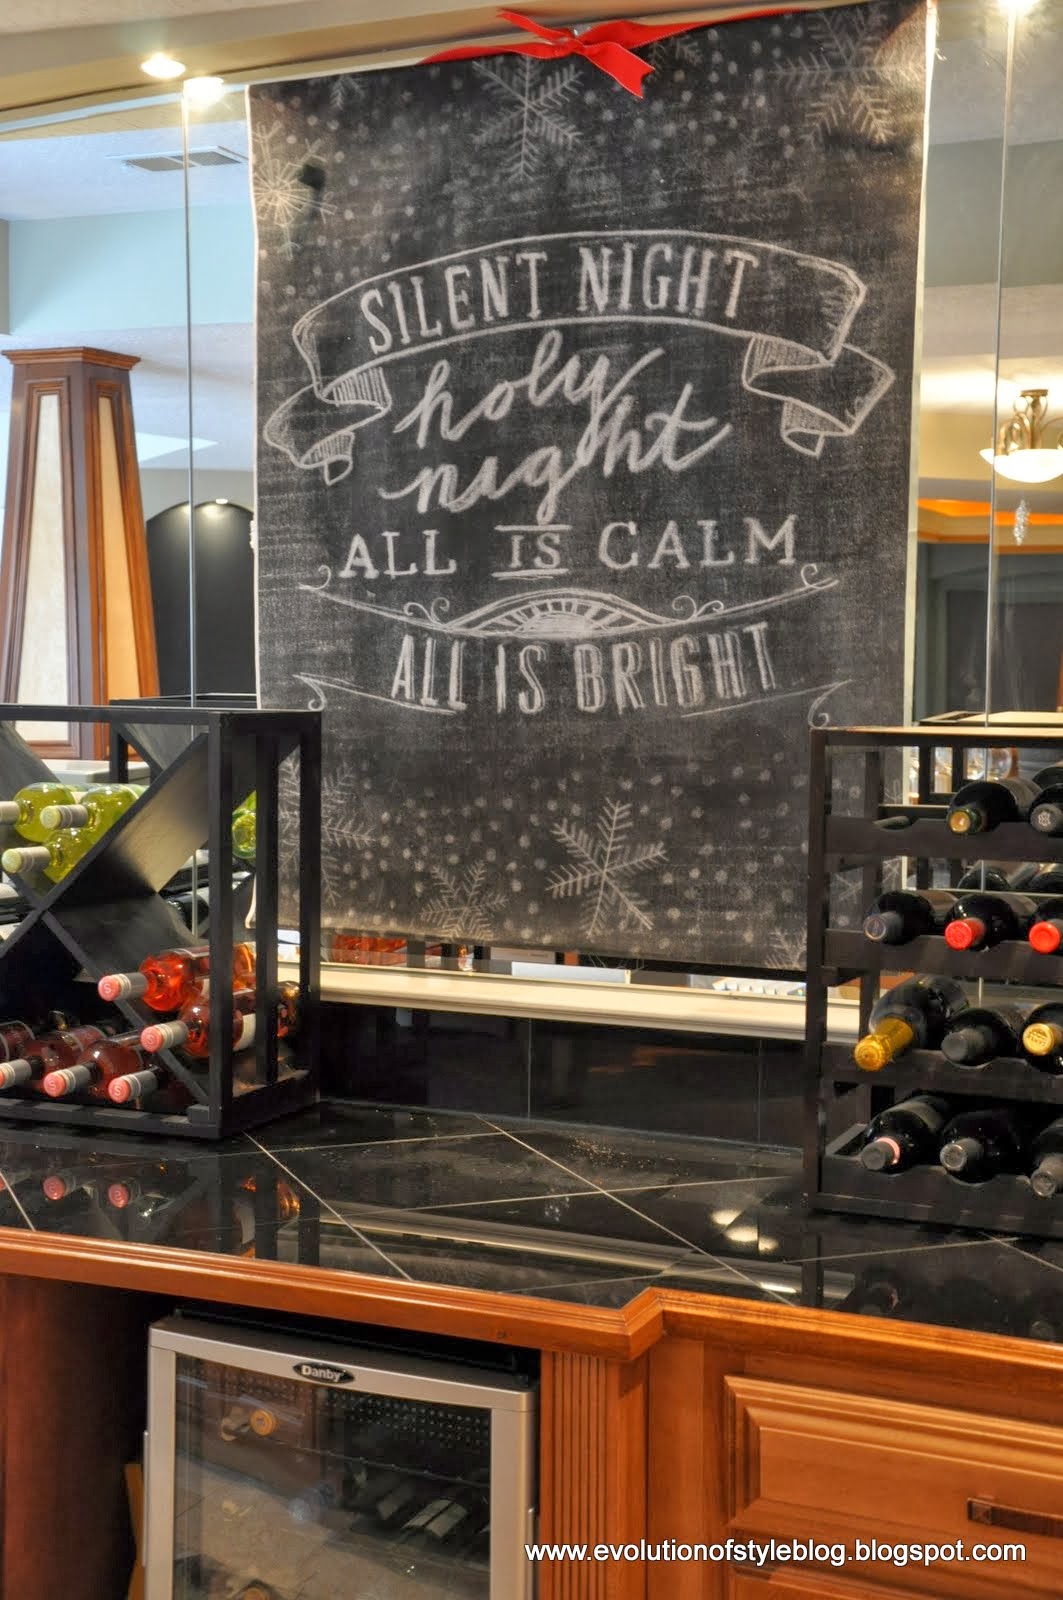 SILENT NIGHT
holy
night
ALL IS CALM
ALL IS BRIGHT
Danby
www.evolutionofstyleblog.blogspot.com